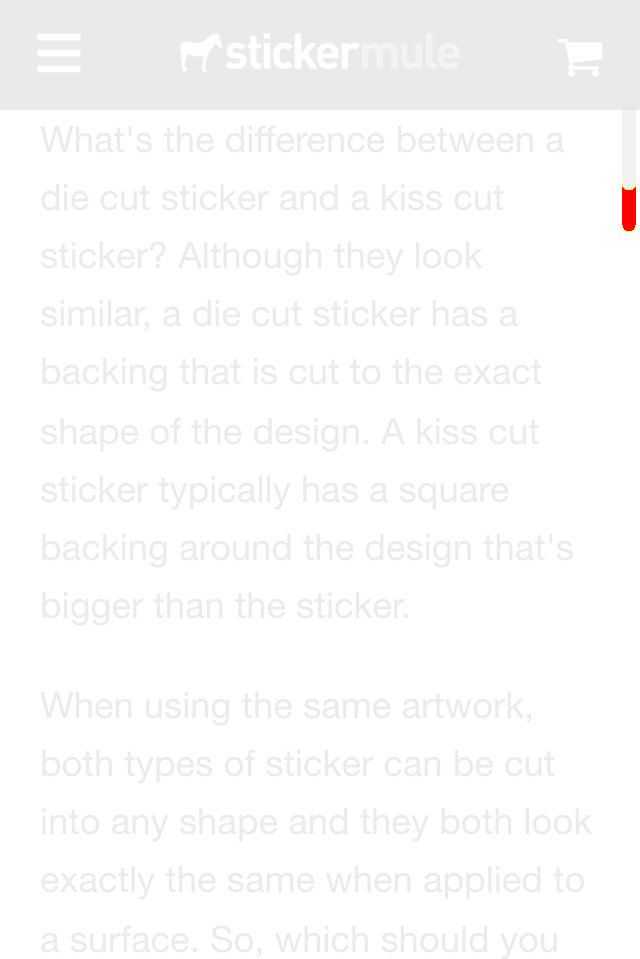 stickermule
What's the difference between a
die cut sticker and a kiss cut
sticker? Although they look
similar, a die cut sticker has a
backing that is cut to the exact
shape of the design. A kiss cut
sticker typically has a square
backing around the design that's
bigger than the sticker.
When using the same artwork,
both types of sticker can be cut
into any shape and they both look
exactly the same when applied to
a surface. So, which should you